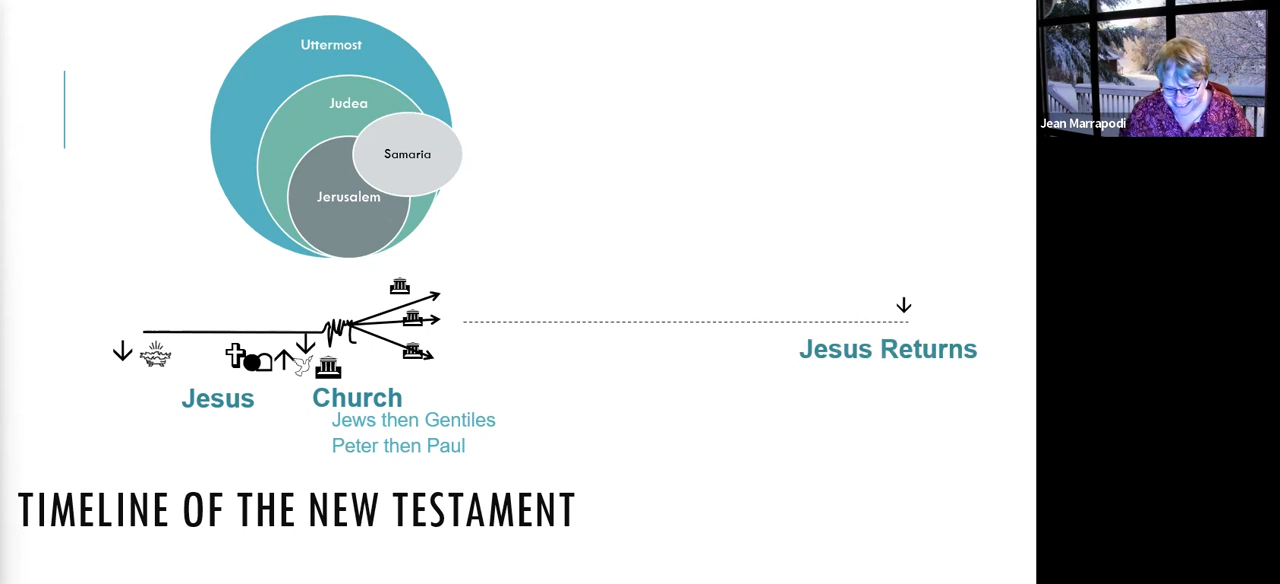 Uttermost
Judea
Samaria
Jerusalem
Jean Marrapodi
Jesus Returns
Jesus
Church
Jews then Gentiles
Peter then Paul
TIMELINE OF THE NEW TESTAMENT